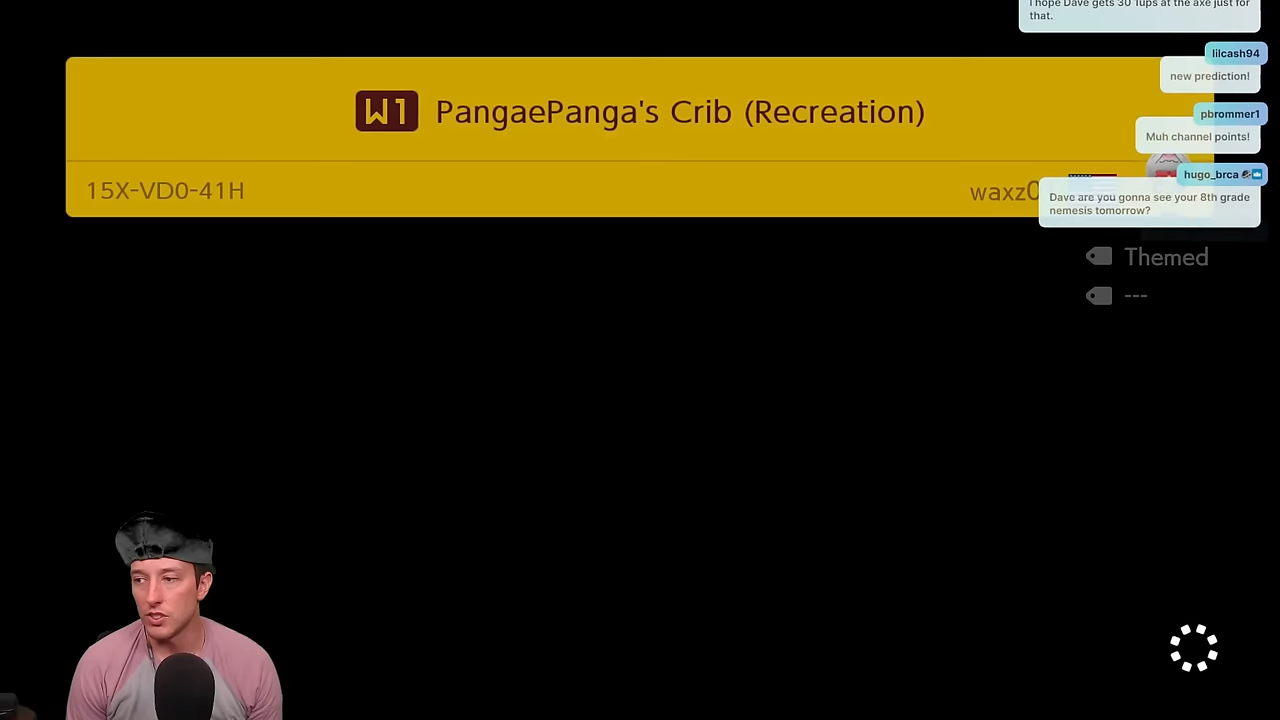 I hope Dave gets 30 1ups at the axe just for
that.
lilcash94
new prediction!
pbrommer1
Muh channel points!
hugo_brca
Dave are you gonna see your 8th grade
nemesis tomorrow?
W1 PangaePanga's Crib (Recreation)
15X-VD0-41H
Themed
---